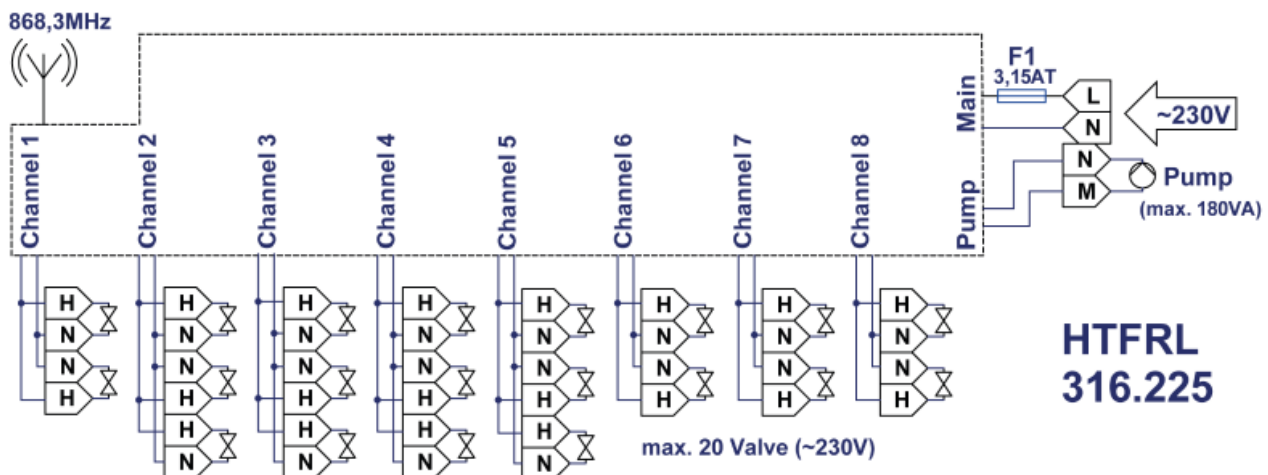 868,3MHz
F1
3,15AT
Main
L
N
~230V
N
M
Pump
Pump
(max. 180VA)
Channel 1
Channel 2
Channel 3
Channel 4
Channel 5
Channel 6
Channel 7
Channel 8
H H H H H H H H
N N N N N N N N
N N N N N N N N
H H H H H H H H
H H H H
N N N N
max. 20 Valve (~230V)
HTFRL
316.225